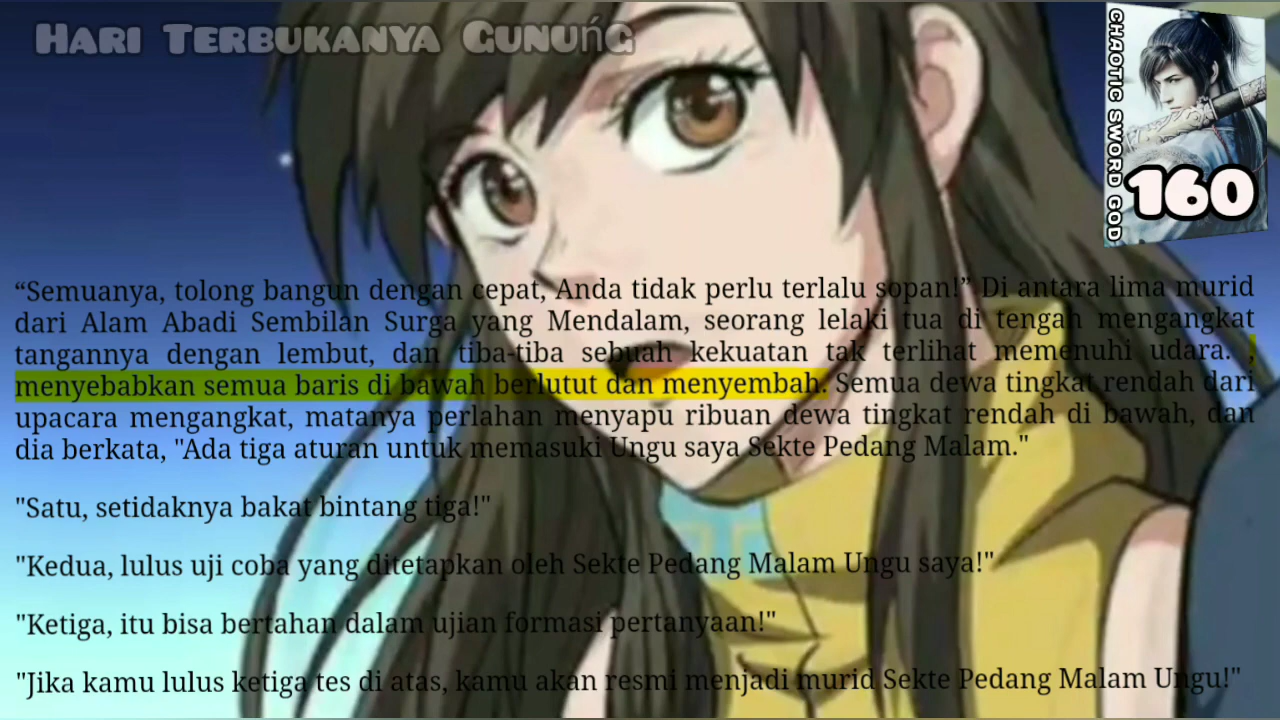 Hari Terbukanya Gunuńg
CHAOTIC SWORD GOD
160
“Semuanya, tolong bangun dengan cepat, Anda tidak perlu terlalu sopan!” Di antara lima murid
dari Alam Abadi Sembilan Surga yang Mendalam, seorang lelaki tua di tengah mengangkat
tangannya dengan lembut, dan tiba-tiba sebuah kekuatan tak terlihat memenuhi udara. ,
menyebabkan semua baris di bawah berlutut dan menyembah. Semua dewa tingkat rendah dari
upacara mengangkat, matanya perlahan menyapu ribuan dewa tingkat rendah di bawah, dan
dia berkata, "Ada tiga aturan untuk memasuki Ungu saya Sekte Pedang Malam."
"Satu, setidaknya bakat bintang tiga!"
"Kedua, lulus uji coba yang ditetapkan oleh Sekte Pedang Malam Ungu saya!"
"Ketiga, itu bisa bertahan dalam ujian formasi pertanyaan!"
"Jika kamu lulus ketiga tes di atas, kamu akan resmi menjadi murid Sekte Pedang Malam Ungu!"